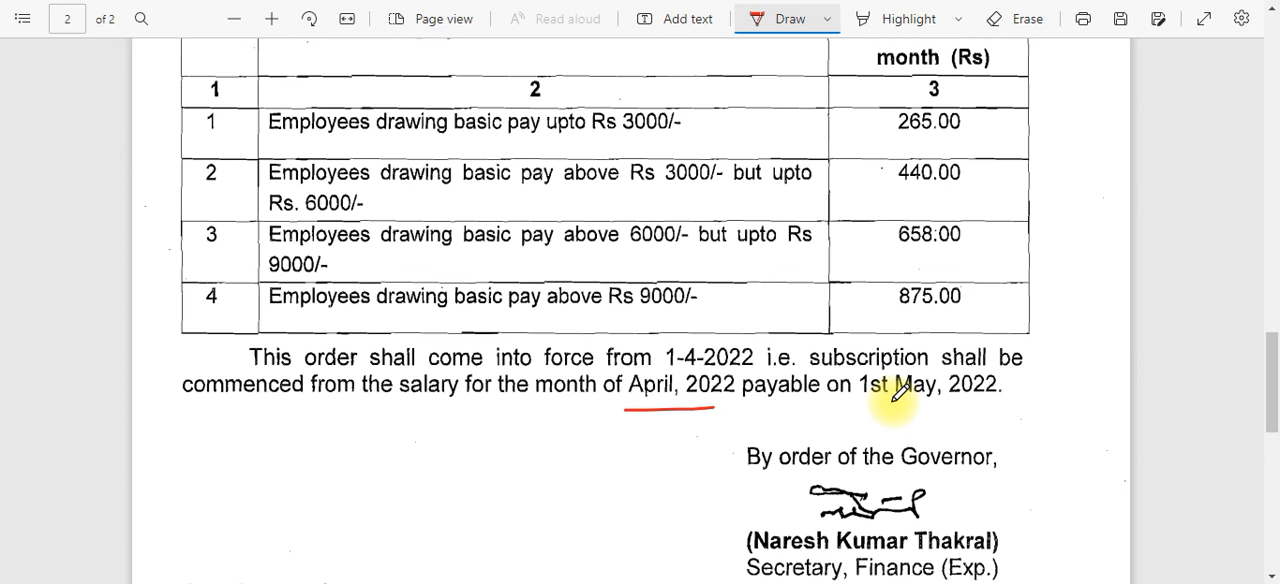 2 of 2 Page view Read aloud Add text Draw Highlight Erase
month (Rs)
1 2 3
1 Employees drawing basic pay upto Rs 3000/- 265.00
2 Employees drawing basic pay above Rs 3000/- but upto 440.00
Rs. 6000/-
3 Employees drawing basic pay above 6000/- but upto Rs 658.00
9000/-
4 Employees drawing basic pay above Rs 9000/- 875.00
This order shall come into force from 1-4-2022 i.e. subscription shall be
commenced from the salary for the month of April, 2022 payable on 1st May, 2022.
By order of the Governor,
(Naresh Kumar Thakral)
Secretary, Finance (Exp.)